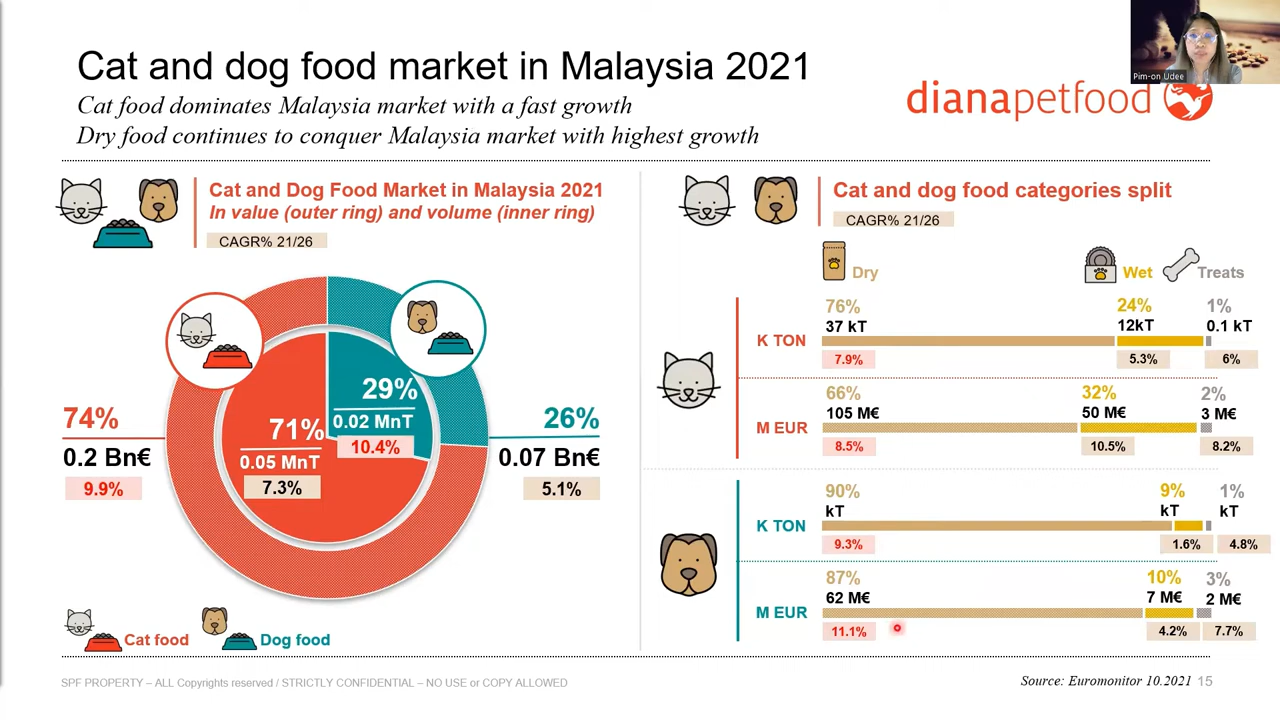 Cat and dog food market in Malaysia 2021
Cat food dominates Malaysia market with a fast growth
Dry food continues to conquer Malaysia market with highest growth
Pim-on Udee
dianapetfood
Cat and Dog Food Market in Malaysia 2021
In value (outer ring) and volume (inner ring)
CAGR% 21/26
74%
0.2 Bn€
9.9%
71%
0.05 MnT
7.3%
29%
0.02 MnT
10.4%
26%
0.07 Bn€
5.1%
Cat food
Dog food
Cat and dog food categories split
CAGR% 21/26
Dry
Wet
Treats
K TON
76%
37 kT
7.9%
24%
12kT
5.3%
1%
0.1 kT
6%
M EUR
66%
105 M€
8.5%
32%
50 M€
10.5%
2%
3 M€
8.2%
K TON
90%
kT
9.3%
9%
kT
1.6%
1%
kT
4.8%
M EUR
87%
62 M€
11.1%
10%
7 M€
4.2%
3%
2 M€
7.7%
SPF PROPERTY – ALL Copyrights reserved / STRICTLY CONFIDENTIAL – NO USE or COPY ALLOWED
Source: Euromonitor 10.2021
15